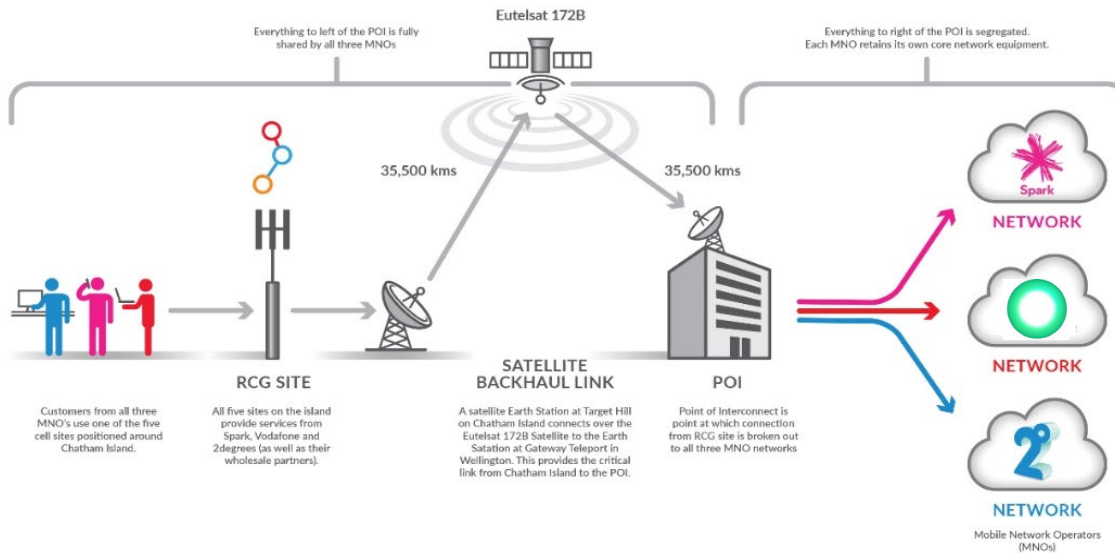 Eutelsat 172B
Everything to left of the POI is fully
shared by all three MNOs
Everything to right of the POI is segregated.
Each MNO retains its own core network equipment.
35,500 kms
35,500 kms
Spark
NETWORK
NETWORK
2°
NETWORK
Mobile Network Operators
(MNOs)
RCG SITE
SATELLITE
BACKHAUL LINK
POI
Customers from all three
MNO's use one of the five
cell sites positioned around
Chatham Island.
All five sites on the island
provide services from
Spark, Vodafone and
2degrees (as well as their
wholesale partners).
A satellite Earth Station at Target Hill
on Chatham Island connects over the
Eutelsat 172B Satellite to the Earth
Satation at Gateway Teleport in
Wellington. This provides the critical
link from Chatham Island to the POI.
Point of Interconnect is
point at which connection
from RCG site is broken out
to all three MNO networks